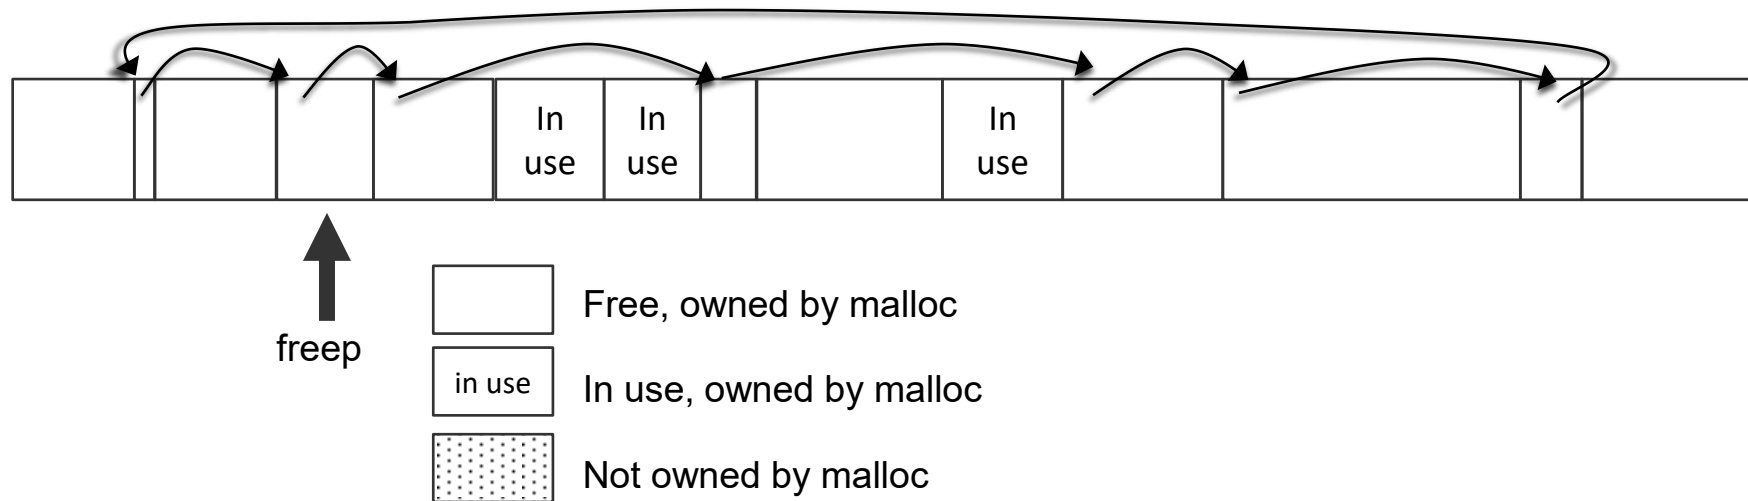 In
use
In
use
In
use
freep
Free, owned by malloc
in use
In use, owned by malloc
Not owned by malloc